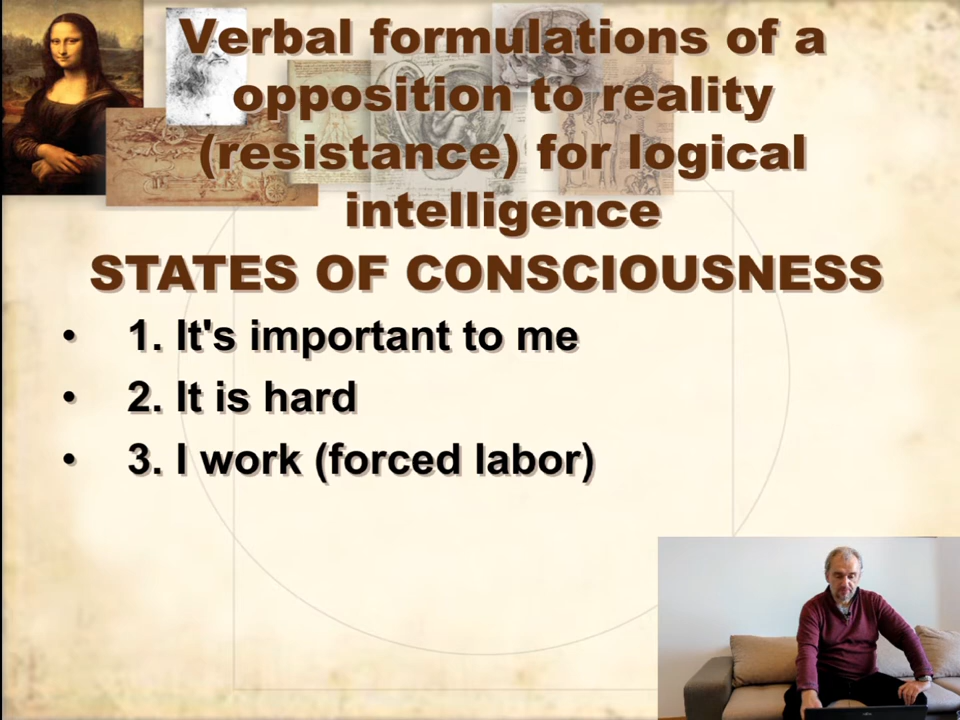 Verbal formulations of a
opposition to reality
(resistance) for logical
intelligence
STATES OF CONSCIOUSNESS
• 1. It's important to me
• 2. It is hard
• 3. I work (forced labor)